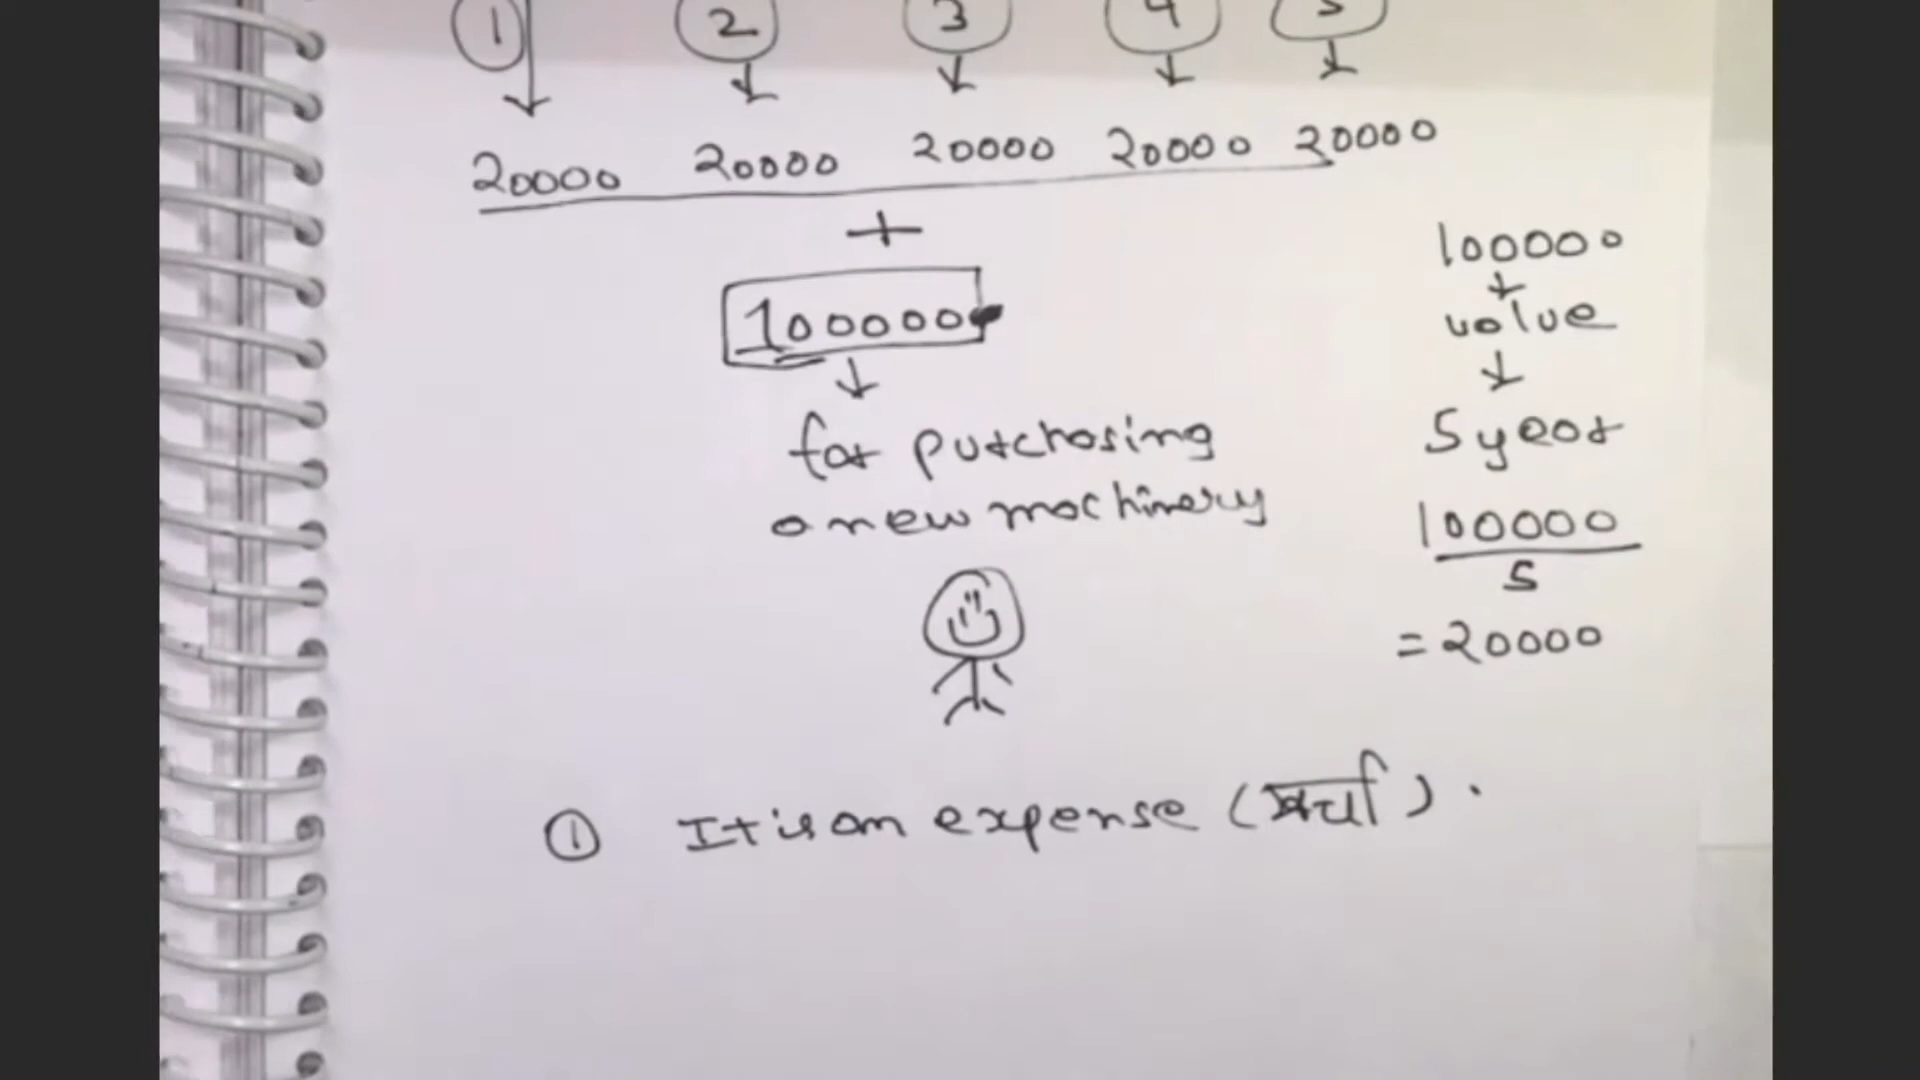 1 2 3 4 5
20000 20000 20000 20000 20000
+
100000
for purchasing
a new machinery
100000
value
5 year
100000
5
= 20000
1 It is an expense (खर्चा).